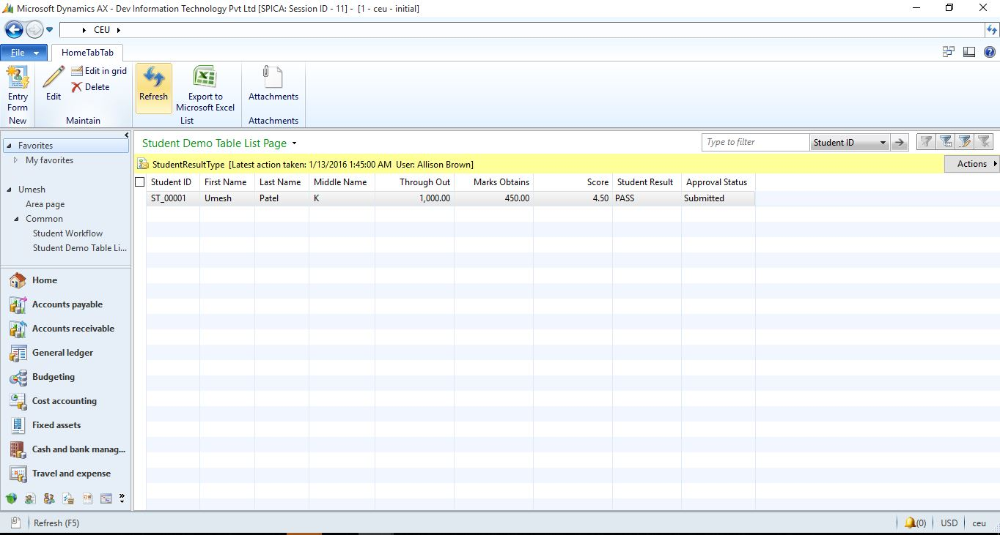 Microsoft Dynamics AX - Dev Information Technology Pvt Ltd [SPICA: Session ID - 11] - [1 - ceu - initial]
CEU
File
HomeTabTab
Entry Form
Edit
Edit in grid
Delete
Refresh
Export to Microsoft Excel
Attachments
New
Maintain
List
Attachments
Favorites
My favorites
Umesh
Area page
Common
Student Workflow
Student Demo Table Li...
Home
Accounts payable
Accounts receivable
General ledger
Budgeting
Cost accounting
Fixed assets
Cash and bank manag...
Travel and expense
Student Demo Table List Page
Type to filter
Student ID
StudentResultType [Latest action taken: 1/13/2016 1:45:00 AM User: Allison Brown]
Actions
Student ID First Name Last Name Middle Name Through Out Marks Obtains Score Student Result Approval Status
ST_00001 Umesh Patel K 1,000.00 450.00 4.50 PASS Submitted
Refresh (F5)
(0)
USD
ceu